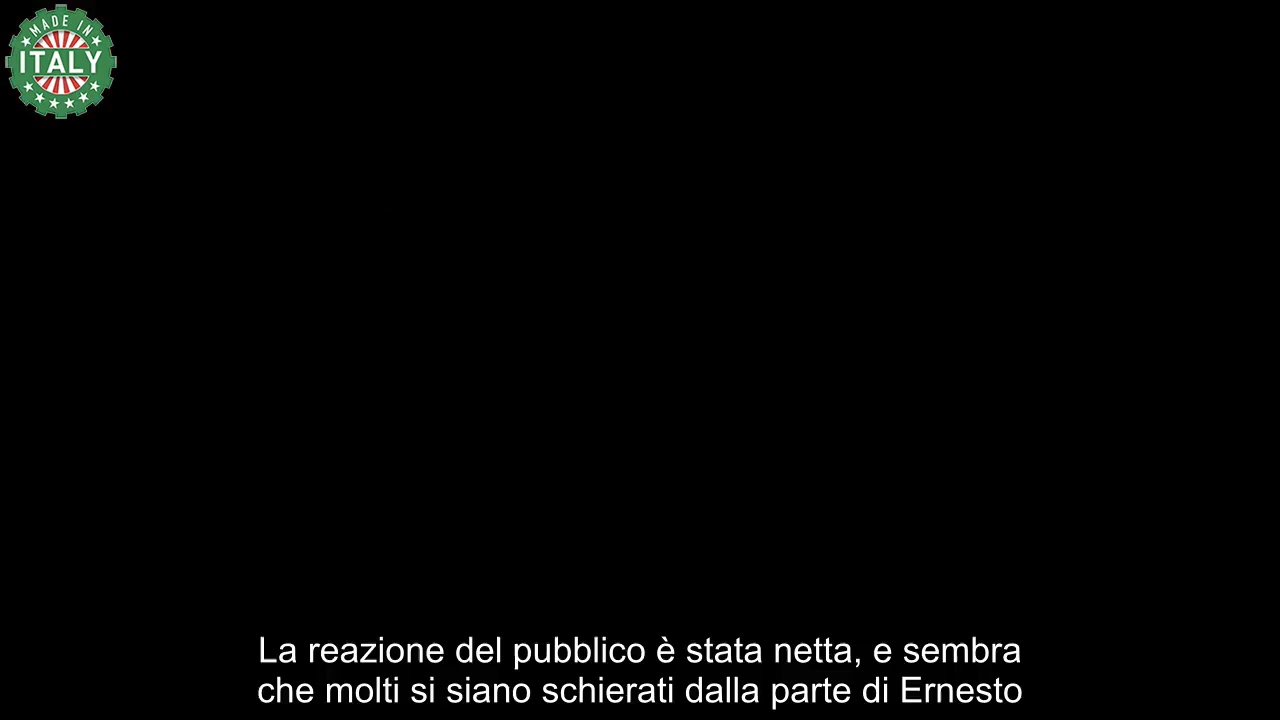 MADE IN
ITALY
La reazione del pubblico è stata netta, e sembra
che molti si siano schierati dalla parte di Ernesto